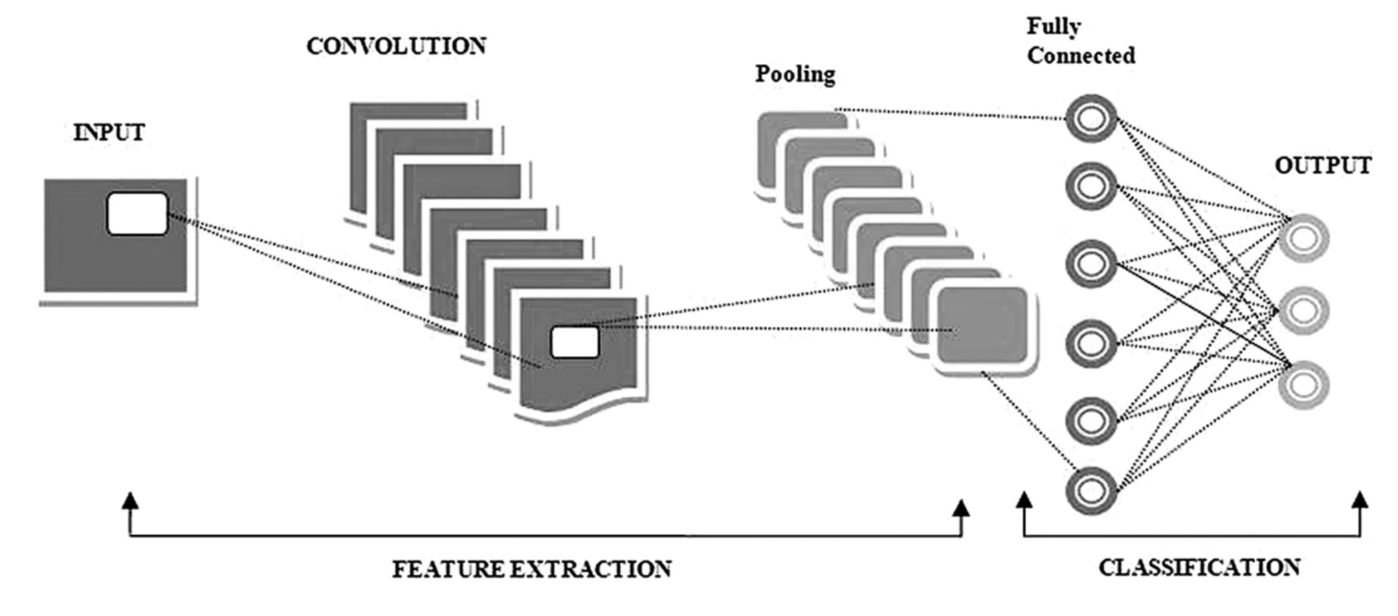 CONVOLUTION
INPUT
Pooling
Fully
Connected
OUTPUT
FEATURE EXTRACTION
CLASSIFICATION